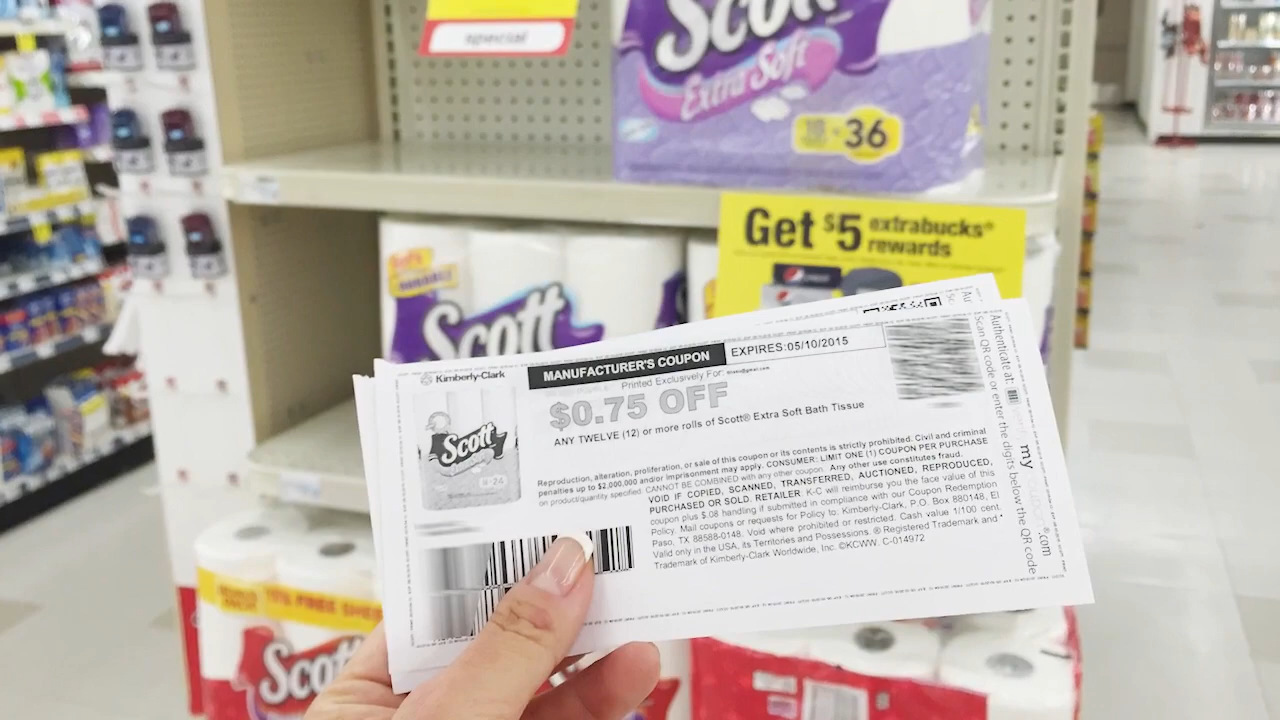 special
Scott
Extra Soft
36
Get $5 extrabucks®
rewards
Scott
Kimberly-Clark
MANUFACTURER'S COUPON
EXPIRES:05/10/2015
Printed Exclusively For:
$0.75 OFF
ANY TWELVE (12) or more rolls of Scott® Extra Soft Bath Tissue
Scott
Reproduction, alteration, proliferation, or sale of this coupon or its contents is strictly prohibited. Civil and criminal
penalties up to $2,000,000 and/or imprisonment may apply. CONSUMER: LIMIT ONE (1) COUPON PER PURCHASE
on product/quantity specified. CANNOT BE COMBINED with any other coupon. Any other use constitutes fraud.
VOID IF COPIED, SCANNED, TRANSFERRED, AUCTIONED, REPRODUCED,
PURCHASED OR SOLD. RETAILER: K-C will reimburse you the face value of this
coupon plus $.08 handling if submitted in compliance with our Coupon Redemption
Policy. Mail coupons or requests for Policy to: Kimberly-Clark, P.O. Box 880148, El
Paso, TX 88588-0148. Void where prohibited or restricted. Cash value 1/100 cent.
Valid only in the USA, its Territories and Possessions. ® Registered Trademark and
Trademark of Kimberly-Clark Worldwide, Inc. ©KCWW. C-014972
Authenticate at: my .com
Scan QR code or enter the digits below the QR code
Scott